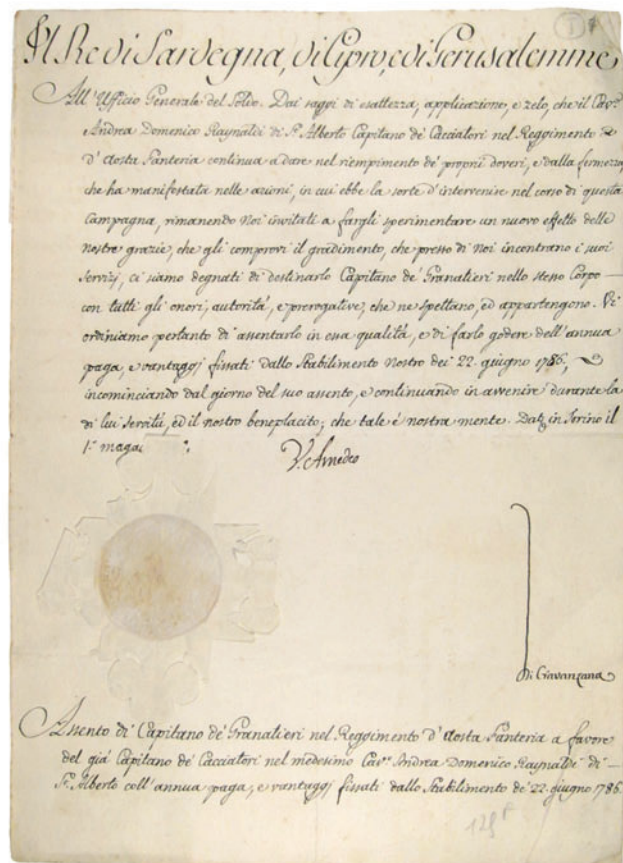 Il Re di Sardegna, di Cipro, e di Gerusalemme
All' Ufficio Generale del Soldo. Dai saggi di esattezza, applicazione, e zelo, che il Cav.re
Andrea Domenico Raynaldi di S.t Alberto Capitano de' Cacciatori nel Reggimento
d' Aosta Fanteria continua a dare nel riempimento de' proprj doveri, e dalla fermezza,
che ha manifestata nelle azioni, in cui ebbe la sorte d' intervenire nel corso di questa
Campagna, rimanendo Noi invitati a fargli sperimentare un nuovo effetto delle
nostre grazie, che gli comprovi il gradimento, che presso di Noi incontrano i suoi
servizj, ci siamo degnati di destinarlo Capitano de' Granatieri nello stesso Corpo —
con tutti gli onori, autorità, e prerogative, che ne spettano, ed appartengono. Vi
ordiniamo pertanto di assentarlo in essa qualità, e di farlo godere dell' annua
paga, e vantaggj fissati dallo Stabilimento Nostro dei 22. giugno 1786,
incominciando dal giorno del suo assento, e continuando in avvenire durante la
di lui servitù, ed il nostro beneplacito; che tale è nostra mente. Dat. in Torino il
1.° mag
V. Amedeo
Di Cravanzana
Assento di Capitano de' Granatieri nel Reggimento d' Aosta Fanteria a favore
del già Capitano de' Cacciatori nel medesimo Cav.re Andrea Domenico Raynaldi di —
S.t Alberto coll' annua paga, e vantaggj fissati dallo Stabilimento de' 22. giugno 1786.